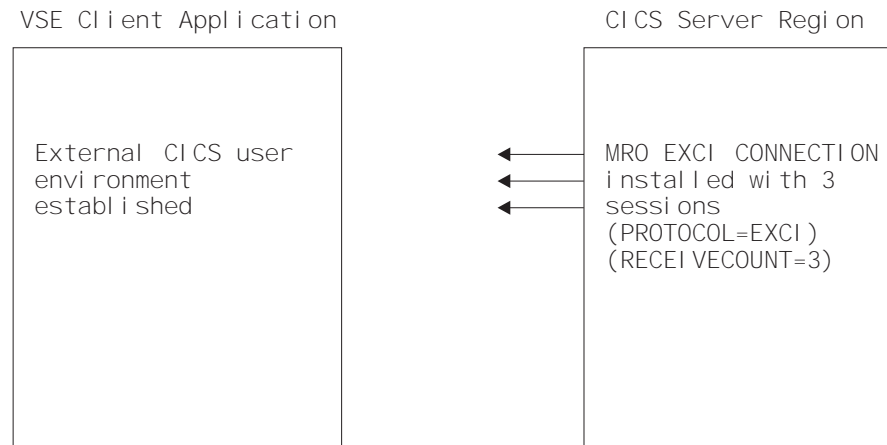 VSE Client Application
CICS Server Region
External CICS user
environment
established
MRO EXCI CONNECTION
installed with 3
sessions
(PROTOCOL=EXCI)
(RECEIVECOUNT=3)